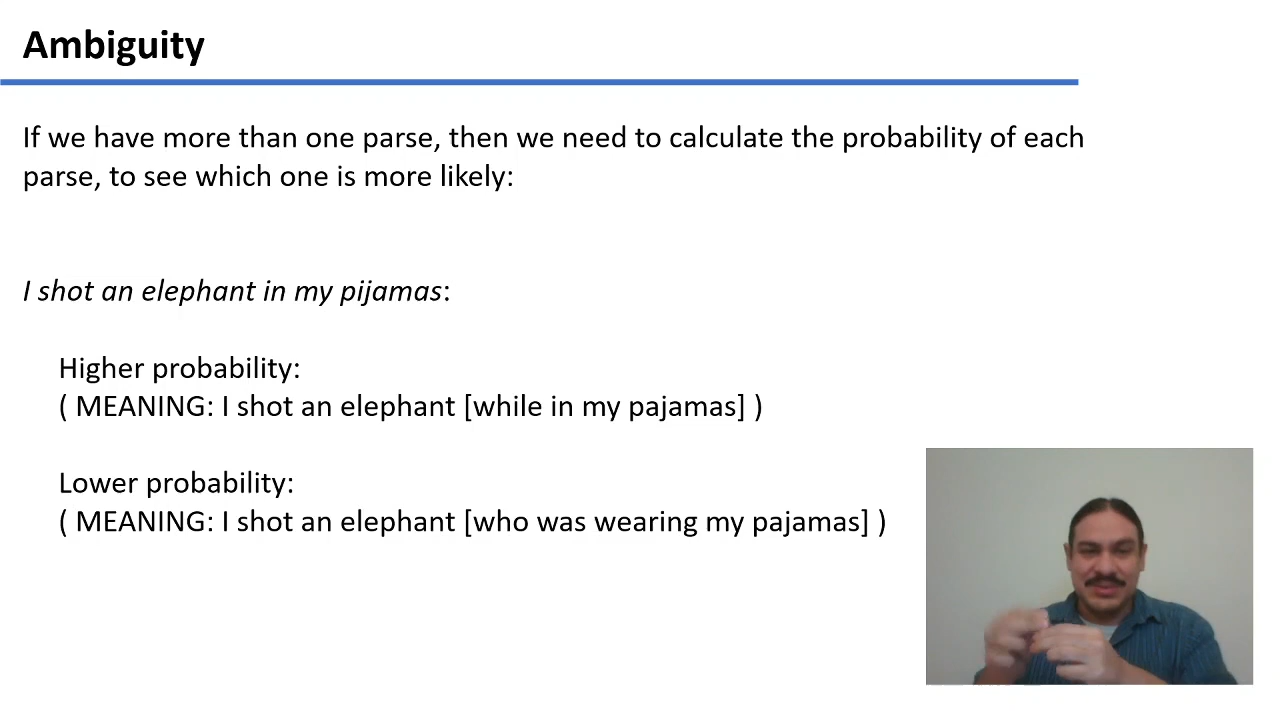 Ambiguity
If we have more than one parse, then we need to calculate the probability of each
parse, to see which one is more likely:
I shot an elephant in my pijamas:
Higher probability:
( MEANING: I shot an elephant [while in my pajamas] )
Lower probability:
( MEANING: I shot an elephant [who was wearing my pajamas] )